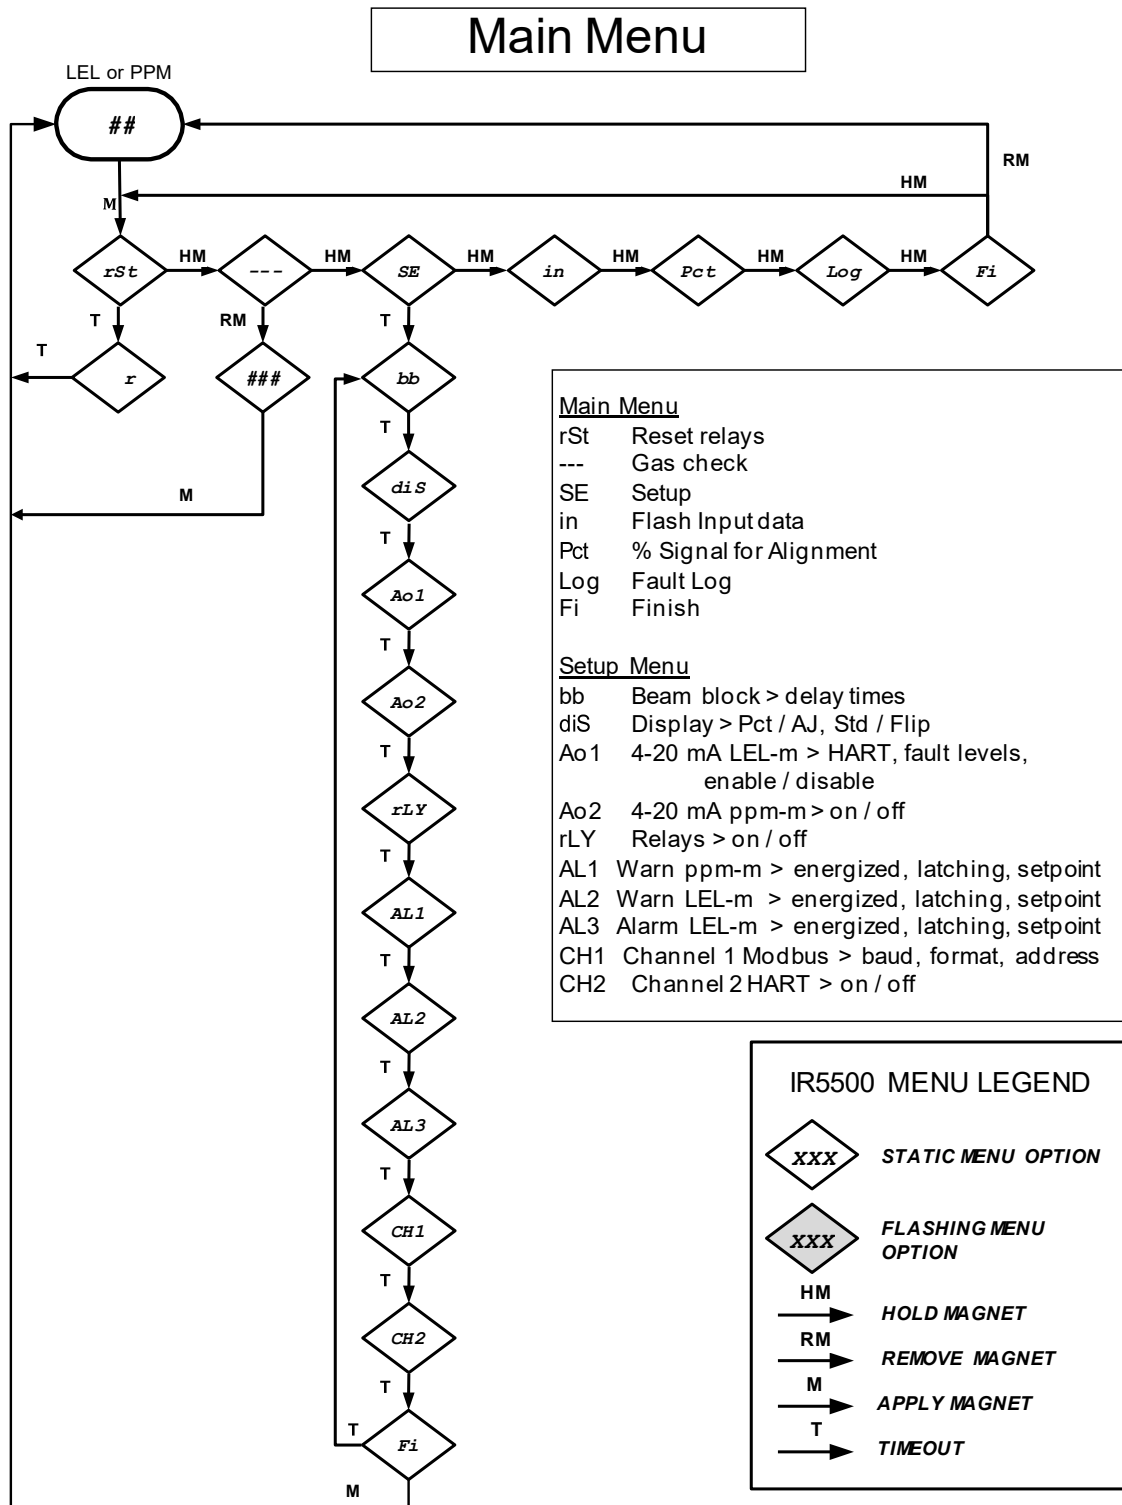 Main Menu
LEL or PPM
##
RM
HM
M
rSt
HM
---
HM
SE
HM
in
HM
Pct
HM
Log
HM
Fi
T
RM
T
T
r
###
bb
T
diS
M
T
Ao1
T
Ao2
T
rLY
T
AL1
T
AL2
T
AL3
T
CH1
T
CH2
T
T
Fi
M
Main Menu
rSt Reset relays
--- Gas check
SE Setup
in Flash Input data
Pct % Signal for Alignment
Log Fault Log
Fi Finish
Setup Menu
bb Beam block > delay times
diS Display > Pct / AJ, Std / Flip
Ao1 4-20 mA LEL-m > HART, fault levels,
enable / disable
Ao2 4-20 mA ppm-m > on / off
rLY Relays > on / off
AL1 Warn ppm-m > energized, latching, setpoint
AL2 Warn LEL-m > energized, latching, setpoint
AL3 Alarm LEL-m > energized, latching, setpoint
CH1 Channel 1 Modbus > baud, format, address
CH2 Channel 2 HART > on / off
IR5500 MENU LEGEND
XXX STATIC MENU OPTION
XXX FLASHING MENU
OPTION
HM
HOLD MAGNET
RM
REMOVE MAGNET
M
APPLY MAGNET
T
TIMEOUT